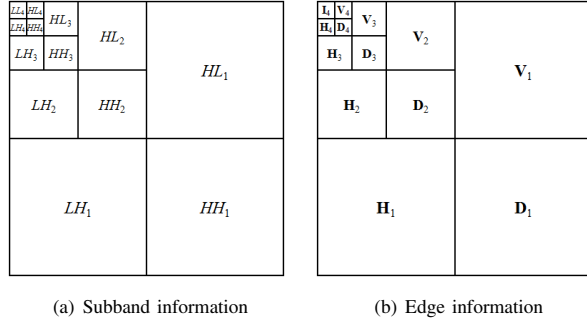 LL₄ HL₄ HL₃ HL₂ HL₁
LH₄ HH₄
LH₃ HH₃
LH₂ HH₂
LH₁ HH₁
(a) Subband information
I₄ V₄ V₃ V₂ V₁
H₄ D₄
H₃ D₃
H₂ D₂
H₁ D₁
(b) Edge information